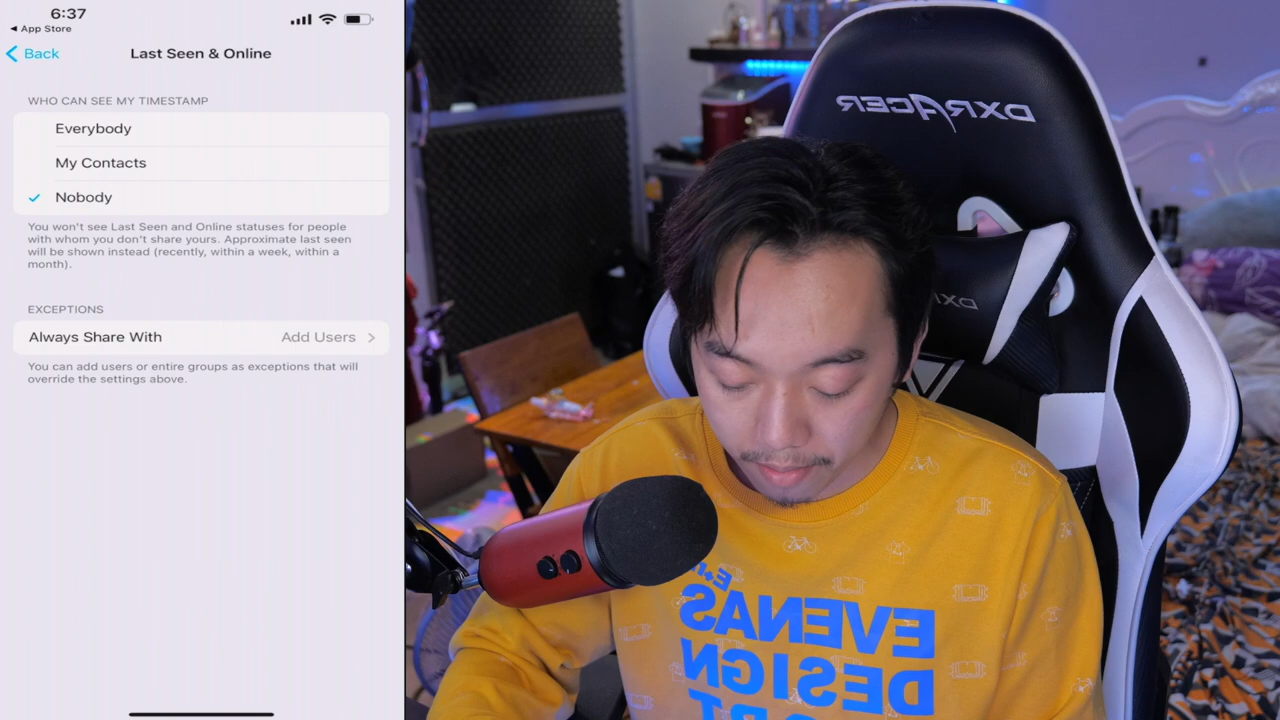 6:37
◄ App Store
Back
Last Seen & Online
WHO CAN SEE MY TIMESTAMP
Everybody
My Contacts
Nobody
You won't see Last Seen and Online statuses for people
with whom you don't share yours. Approximate last seen
will be shown instead (recently, within a week, within a
month).
EXCEPTIONS
Always Share With
Add Users
You can add users or entire groups as exceptions that will
override the settings above.
DXRACER
EVENAS
DESIGN